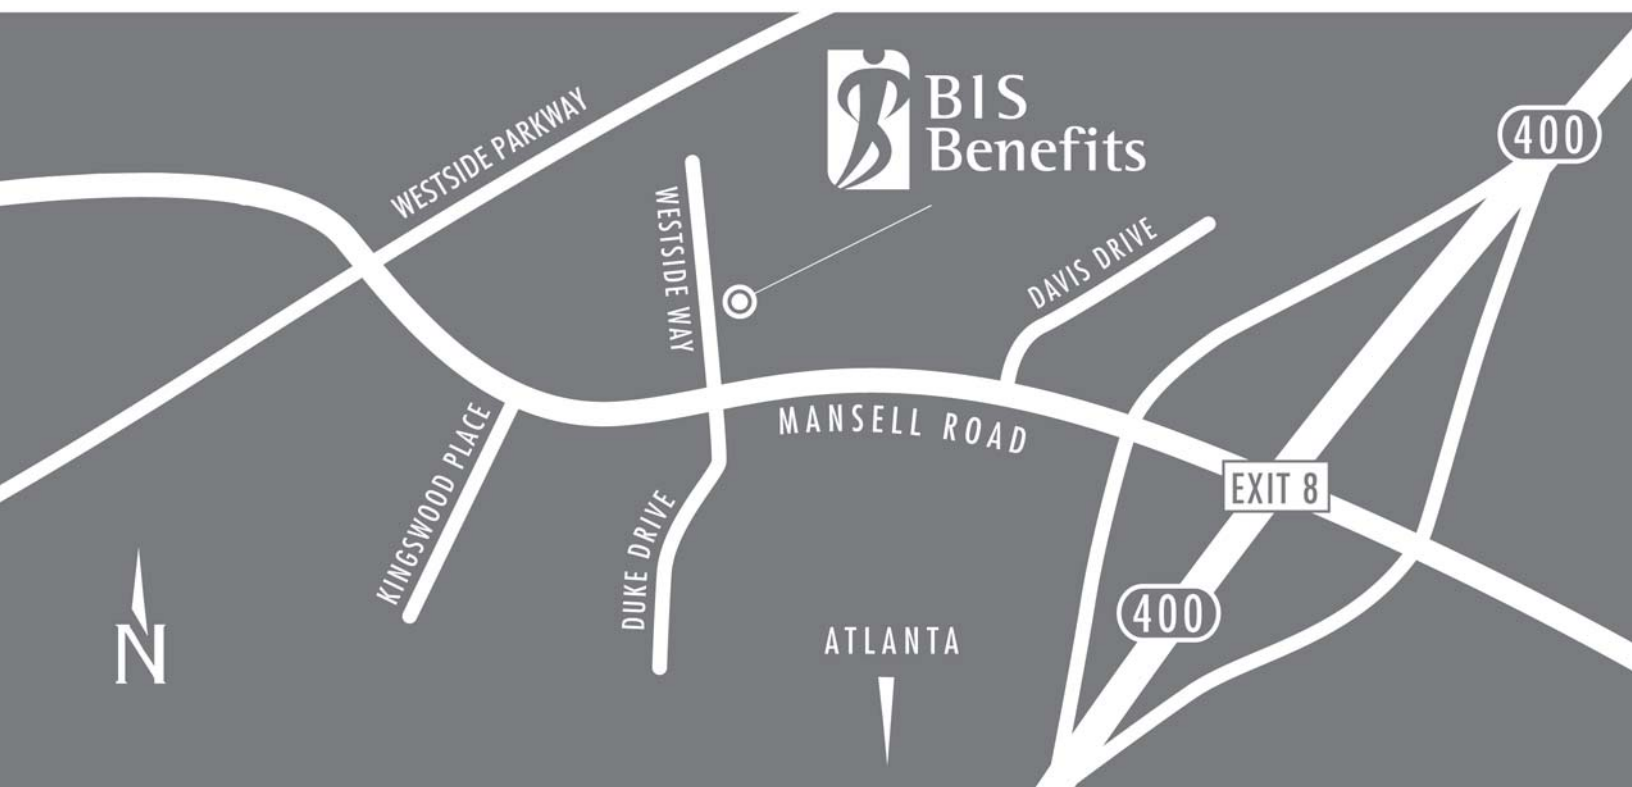 BIS
Benefits
400
WESTSIDE PARKWAY
WESTSIDE WAY
DAVIS DRIVE
MANSELL ROAD
KINGSWOOD PLACE
EXIT 8
DUKE DRIVE
400
N
ATLANTA